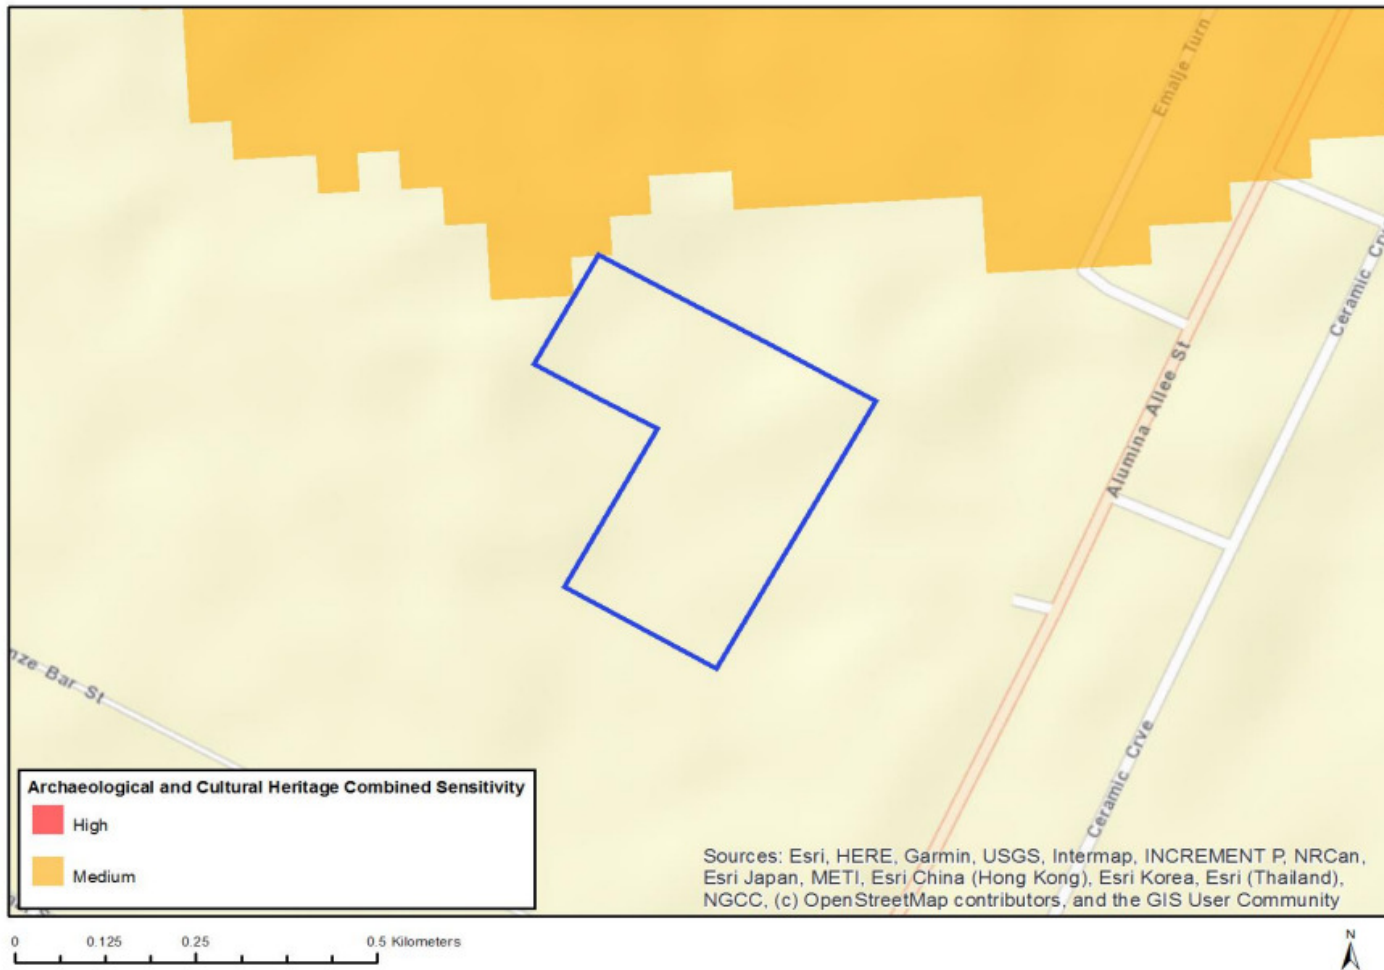 Emalje Turn
Ceramic Crv
Alumina Allee St
nze Bar St
Ceramic Crve
Archaeological and Cultural Heritage Combined Sensitivity
High
Medium
Sources: Esri, HERE, Garmin, USGS, Intermap, INCREMENT P, NRCan,
Esri Japan, METI, Esri China (Hong Kong), Esri Korea, Esri (Thailand),
NGCC, (c) OpenStreetMap contributors, and the GIS User Community
0 0.125 0.25 0.5 Kilometers
N